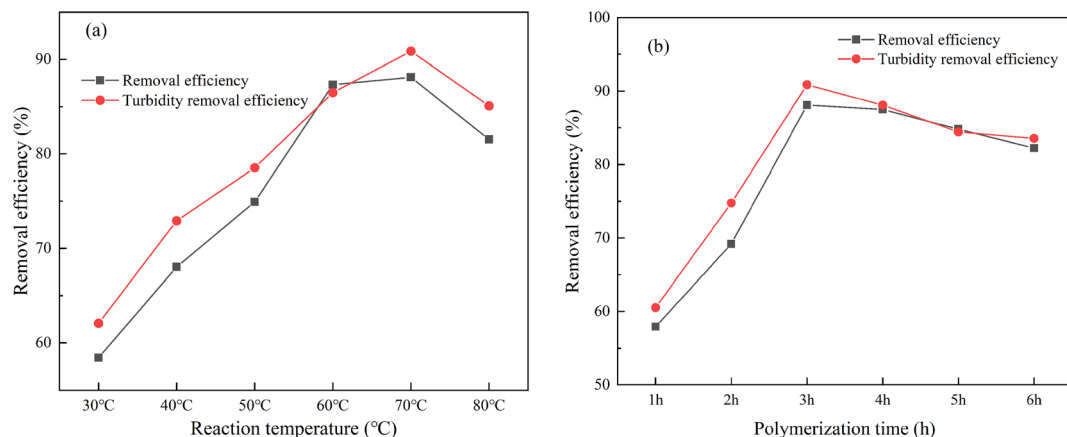 (a)
Removal efficiency
Turbidity removal efficiency
Removal efficiency (%)
90
80
70
60
30℃
40℃
50℃
60℃
70℃
80℃
Reaction temperature (℃)
(b)
Removal efficiency
Turbidity removal efficiency
Removal efficiency (%)
100
90
80
70
60
50
1h
2h
3h
4h
5h
6h
Polymerization time (h)